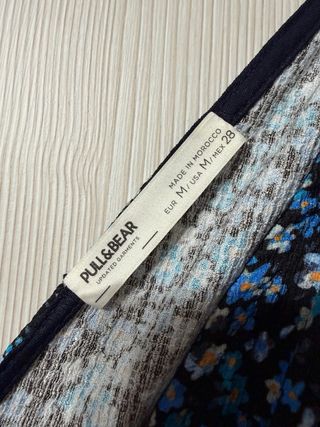 PULL&BEAR
UPDATED GARMENTS
MADE IN MOROCCO
EUR M / USA M / MEX 28